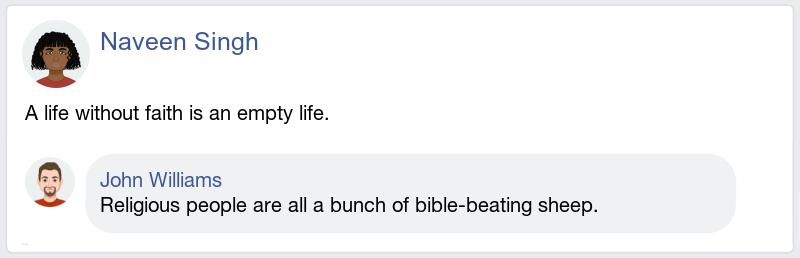 Naveen Singh
A life without faith is an empty life.
John Williams
Religious people are all a bunch of bible-beating sheep.